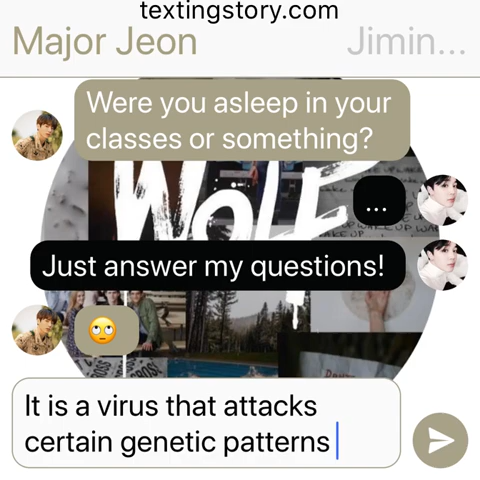 textingstory.com
Major Jeon
Jimin...
Were you asleep in your
classes or something?
WOLF
...
Just answer my questions!
🙄
It is a virus that attacks
certain genetic patterns